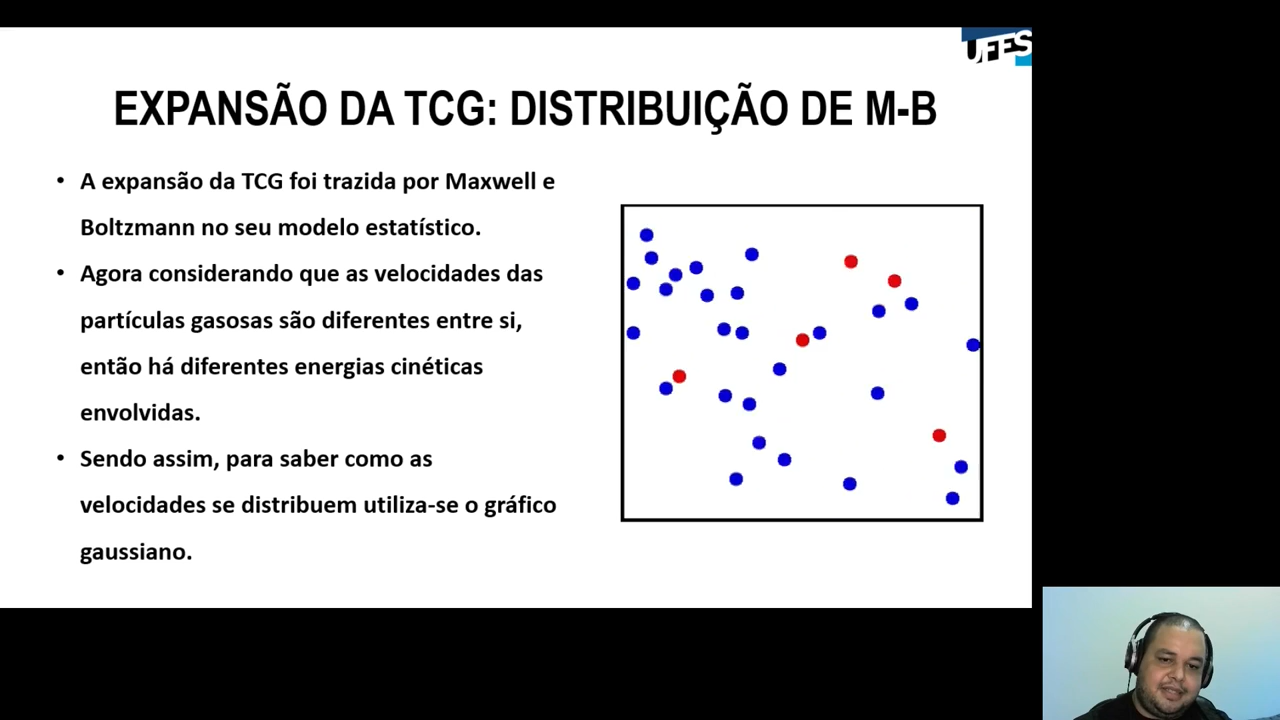 UFES
EXPANSÃO DA TCG: DISTRIBUIÇÃO DE M-B
• A expansão da TCG foi trazida por Maxwell e
Boltzmann no seu modelo estatístico.
• Agora considerando que as velocidades das
partículas gasosas são diferentes entre si,
então há diferentes energias cinéticas
envolvidas.
• Sendo assim, para saber como as
velocidades se distribuem utiliza-se o gráfico
gaussiano.